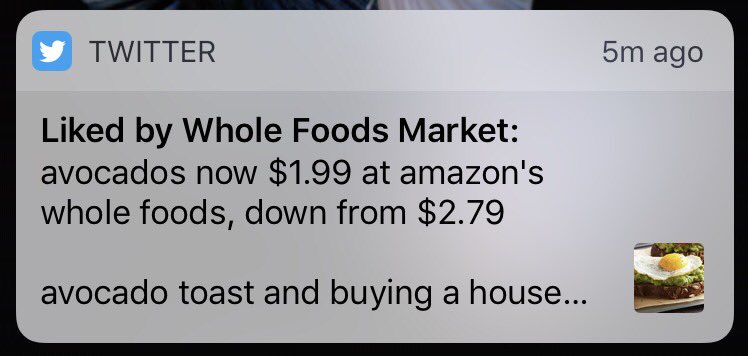 TWITTER 5m ago
Liked by Whole Foods Market:
avocados now $1.99 at amazon's
whole foods, down from $2.79
avocado toast and buying a house...